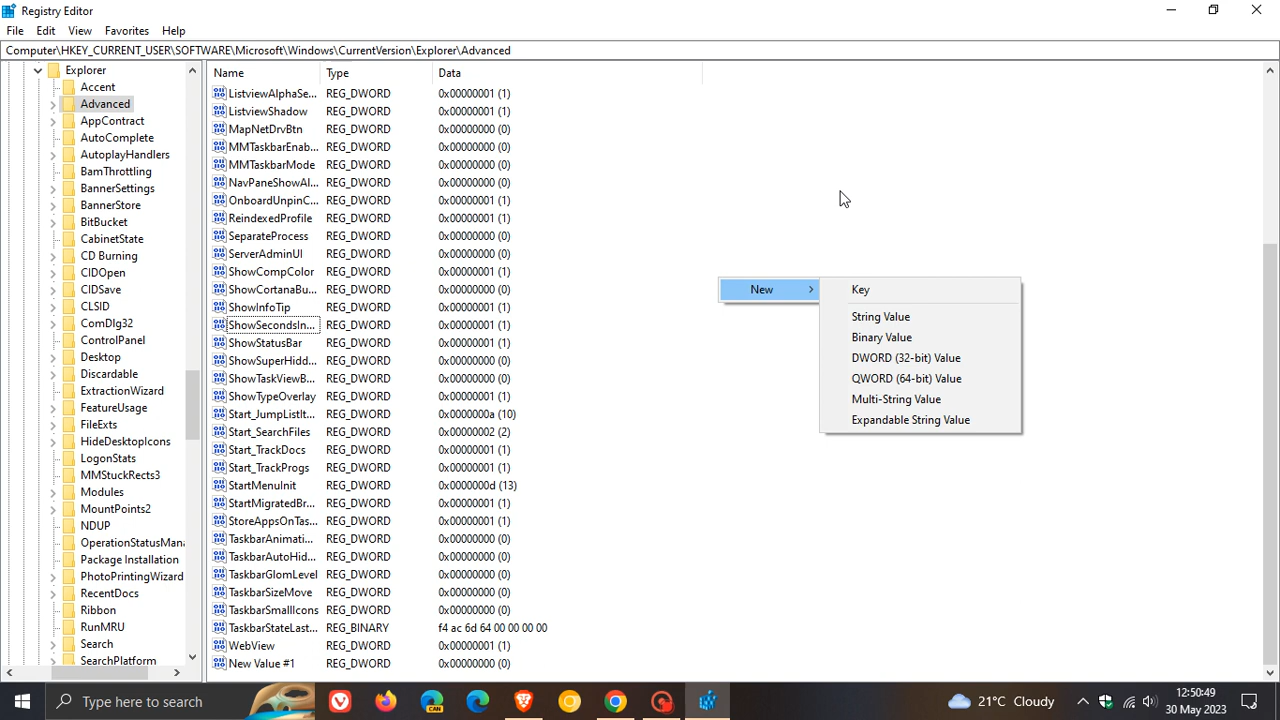 Registry Editor
File Edit View Favorites Help
Computer\HKEY_CURRENT_USER\SOFTWARE\Microsoft\Windows\CurrentVersion\Explorer\Advanced
Explorer
Accent
Advanced
AppContract
AutoComplete
AutoplayHandlers
BamThrottling
BannerSettings
BannerStore
BitBucket
CabinetState
CD Burning
CIDOpen
CIDSave
CLSID
ComDlg32
ControlPanel
Desktop
Discardable
ExtractionWizard
FeatureUsage
FileExts
HideDesktopIcons
LogonStats
MMStuckRects3
Modules
MountPoints2
NDUP
OperationStatusMana
Package Installation
PhotoPrintingWizard
RecentDocs
Ribbon
RunMRU
Search
SearchPlatform
Name Type Data
ListviewAlphaSe... REG_DWORD 0x00000001 (1)
ListviewShadow REG_DWORD 0x00000001 (1)
MapNetDrvBtn REG_DWORD 0x00000000 (0)
MMTaskbarEnab... REG_DWORD 0x00000000 (0)
MMTaskbarMode REG_DWORD 0x00000000 (0)
NavPaneShowAl... REG_DWORD 0x00000000 (0)
OnboardUnpinC... REG_DWORD 0x00000001 (1)
ReindexedProfile REG_DWORD 0x00000001 (1)
SeparateProcess REG_DWORD 0x00000000 (0)
ServerAdminUI REG_DWORD 0x00000000 (0)
ShowCompColor REG_DWORD 0x00000001 (1)
ShowCortanaBu... REG_DWORD 0x00000000 (0)
ShowInfoTip REG_DWORD 0x00000001 (1)
ShowSecondsIn... REG_DWORD 0x00000001 (1)
ShowStatusBar REG_DWORD 0x00000001 (1)
ShowSuperHidd... REG_DWORD 0x00000000 (0)
ShowTaskViewB... REG_DWORD 0x00000000 (0)
ShowTypeOverlay REG_DWORD 0x00000001 (1)
Start_JumpListIt... REG_DWORD 0x0000000a (10)
Start_SearchFiles REG_DWORD 0x00000002 (2)
Start_TrackDocs REG_DWORD 0x00000001 (1)
Start_TrackProgs REG_DWORD 0x00000001 (1)
StartMenuInit REG_DWORD 0x0000000d (13)
StartMigratedBr... REG_DWORD 0x00000001 (1)
StoreAppsOnTas... REG_DWORD 0x00000001 (1)
TaskbarAnimati... REG_DWORD 0x00000000 (0)
TaskbarAutoHid... REG_DWORD 0x00000000 (0)
TaskbarGlomLevel REG_DWORD 0x00000000 (0)
TaskbarSizeMove REG_DWORD 0x00000000 (0)
TaskbarSmallIcons REG_DWORD 0x00000000 (0)
TaskbarStateLast... REG_BINARY f4 ac 6d 64 00 00 00 00
WebView REG_DWORD 0x00000001 (1)
New Value #1 REG_DWORD 0x00000000 (0)
New
Key
String Value
Binary Value
DWORD (32-bit) Value
QWORD (64-bit) Value
Multi-String Value
Expandable String Value
Type here to search
CAN
21°C Cloudy
12:50:49
30 May 2023